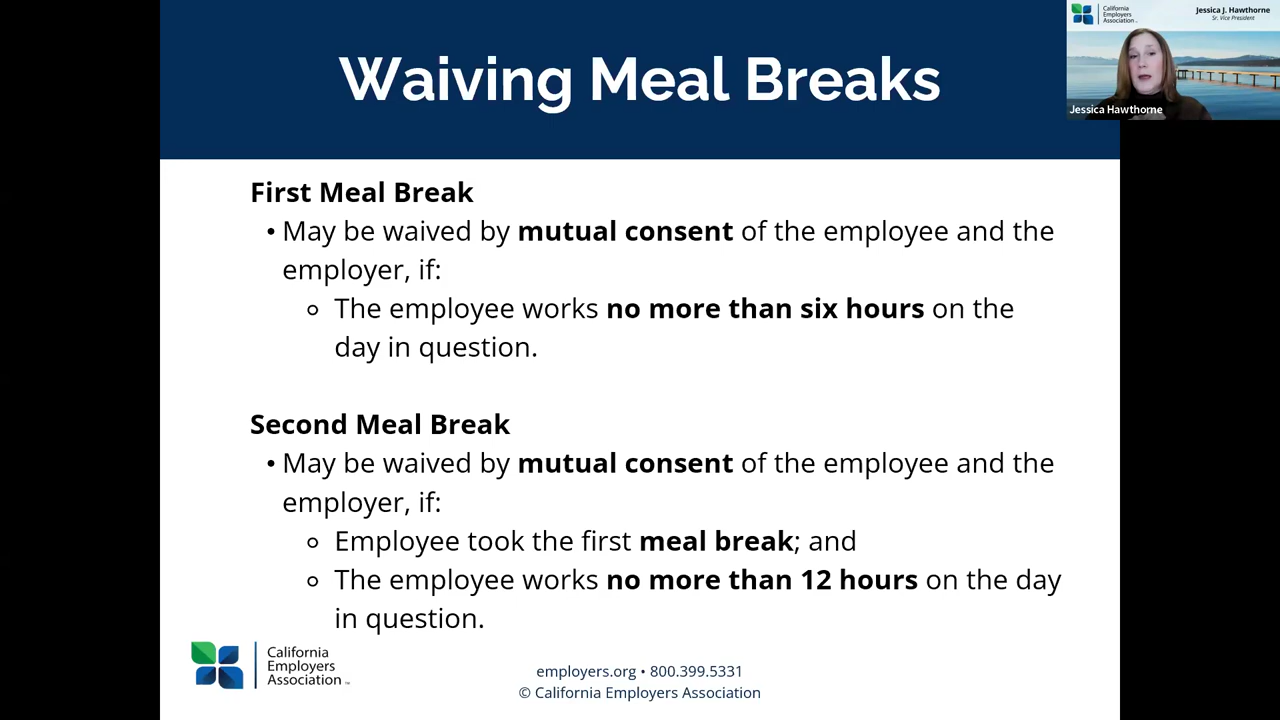 Waiving Meal Breaks
California
Employers
Association™
Jessica J. Hawthorne
Sr. Vice President
Jessica Hawthorne
First Meal Break
• May be waived by mutual consent of the employee and the
employer, if:
○ The employee works no more than six hours on the
day in question.
Second Meal Break
• May be waived by mutual consent of the employee and the
employer, if:
○ Employee took the first meal break; and
○ The employee works no more than 12 hours on the day
in question.
California
Employers
Association™
employers.org • 800.399.5331
© California Employers Association